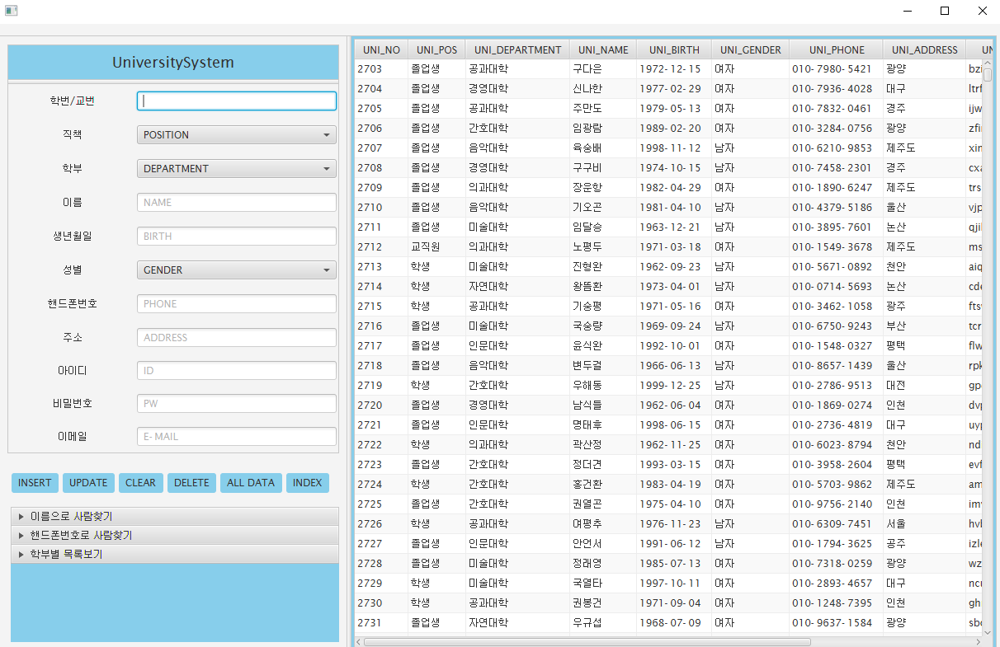 UniversitySystem
학번/교번
직책 POSITION
학부 DEPARTMENT
이름 NAME
생년월일 BIRTH
성별 GENDER
핸드폰번호 PHONE
주소 ADDRESS
아이디 ID
비밀번호 PW
이메일 E-MAIL
INSERT UPDATE CLEAR DELETE ALL DATA INDEX
이름으로 사람찾기
핸드폰번호로 사람찾기
학부별 목록보기
UNI_NO UNI_POS UNI_DEPARTMENT UNI_NAME UNI_BIRTH UNI_GENDER UNI_PHONE UNI_ADDRESS UN
2703 졸업생 공과대학 구다은 1972-12-15 여자 010-7980-5421 광양
2704 졸업생 경영대학 신나한 1977-02-29 여자 010-7936-4028 대구
2705 졸업생 공과대학 주만도 1979-05-13 여자 010-7832-0461 경주
2706 졸업생 간호대학 임광람 1989-02-20 여자 010-3284-0756 광양
2707 졸업생 음악대학 육숭배 1998-11-12 남자 010-6210-9853 제주도
2708 졸업생 경영대학 구구비 1974-10-15 남자 010-7458-2301 경주
2709 졸업생 의과대학 장운항 1982-04-29 여자 010-1890-6247 제주도
2710 졸업생 음악대학 기오곤 1981-04-10 남자 010-4379-5186 울산
2711 졸업생 미술대학 임달승 1963-12-21 남자 010-3895-7601 논산
2712 교직원 의과대학 노평두 1971-03-18 여자 010-1549-3678 제주도
2713 학생 미술대학 진형완 1962-09-23 남자 010-5671-0892 천안
2714 학생 자연대학 왕뜸환 1973-04-01 남자 010-0714-5693 논산
2715 학생 공과대학 기숭평 1971-05-16 여자 010-3462-1058 광주
2716 졸업생 미술대학 국숭량 1969-09-24 남자 010-6750-9243 부산
2717 졸업생 인문대학 윤식완 1992-10-01 여자 010-1548-0327 평택
2718 졸업생 음악대학 변두걸 1966-06-13 남자 010-8657-1439 울산
2719 학생 간호대학 우해동 1999-12-25 남자 010-2786-9513 대전
2720 졸업생 경영대학 남식들 1962-06-04 여자 010-1869-0274 인천
2721 졸업생 인문대학 명태후 1998-06-15 여자 010-2736-4819 대구
2722 학생 의과대학 곽산정 1962-11-25 여자 010-6023-8794 천안
2723 졸업생 간호대학 정더견 1993-03-15 여자 010-3958-2604 평택
2724 학생 간호대학 홍건환 1983-04-19 여자 010-5703-9862 제주도
2725 졸업생 간호대학 권열곤 1975-04-10 여자 010-9756-2140 인천
2726 학생 공과대학 여평추 1976-11-23 남자 010-6309-7451 서울
2727 졸업생 인문대학 안언서 1991-06-12 남자 010-1794-3625 공주
2728 졸업생 미술대학 정래영 1985-07-13 여자 010-7318-0259 광양
2729 학생 미술대학 국열타 1997-10-11 여자 010-2893-4657 대구
2730 학생 공과대학 권봉건 1971-09-04 여자 010-1248-7395 인천
2731 졸업생 자연대학 우규섭 1968-07-09 여자 010-9637-1584 광양